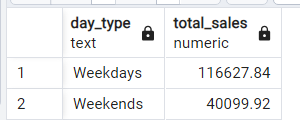 day_type total_sales
text numeric
1 Weekdays 116627.84
2 Weekends 40099.92